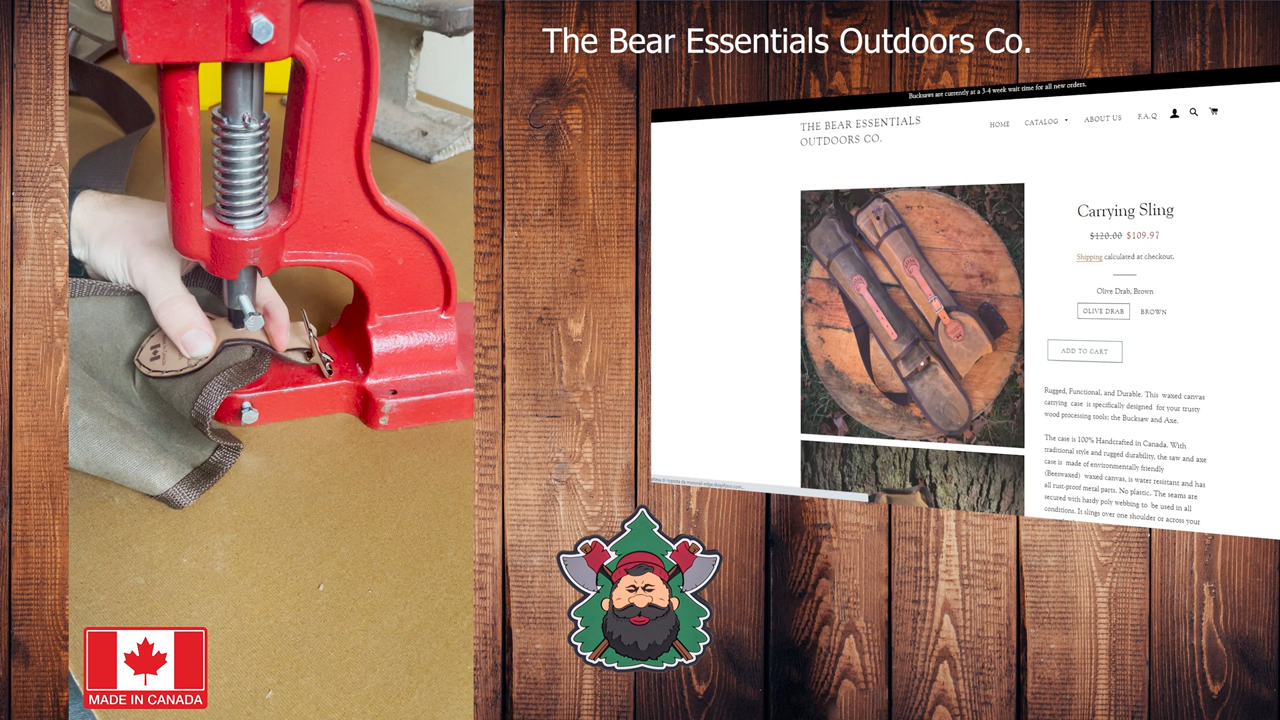 The Bear Essentials Outdoors Co.
Bucksaws are currently at a 3-4 week wait time for all new orders.
THE BEAR ESSENTIALS
OUTDOORS CO.
HOME CATALOG ABOUT US F.A.Q
Carrying Sling
$120.00 $109.97
Shipping calculated at checkout.
Olive Drab, Brown
OLIVE DRAB BROWN
ADD TO CART
Rugged, Functional, and Durable. This waxed canvas
carrying case is specifically designed for your trusty
wood processing tools; the Bucksaw and Axe.
The case is 100% Handcrafted in Canada. With
traditional style and rugged durability, the saw and axe
case is made of environmentally friendly
(Beeswaxed) waxed canvas, is water resistant and has
all rust-proof metal parts. No plastic. The seams are
secured with hardy poly webbing to be used in all
conditions. It slings over one shoulder or across your
MADE IN CANADA